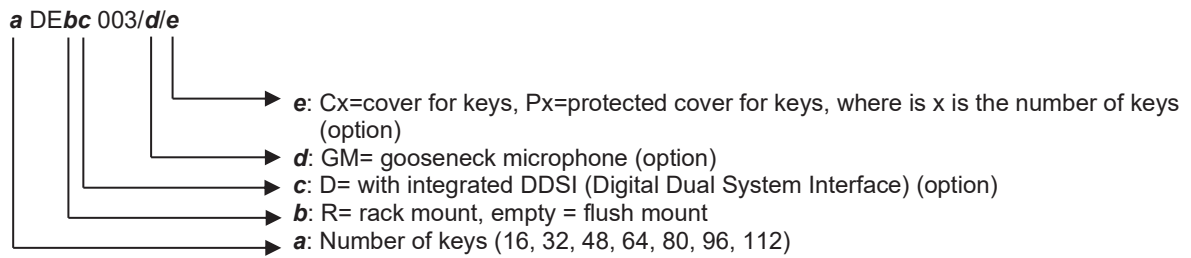 a DEbc 003/d/e
e: Cx=cover for keys, Px=protected cover for keys, where is x is the number of keys
(option)
d: GM= gooseneck microphone (option)
c: D= with integrated DDSI (Digital Dual System Interface) (option)
b: R= rack mount, empty = flush mount
a: Number of keys (16, 32, 48, 64, 80, 96, 112)